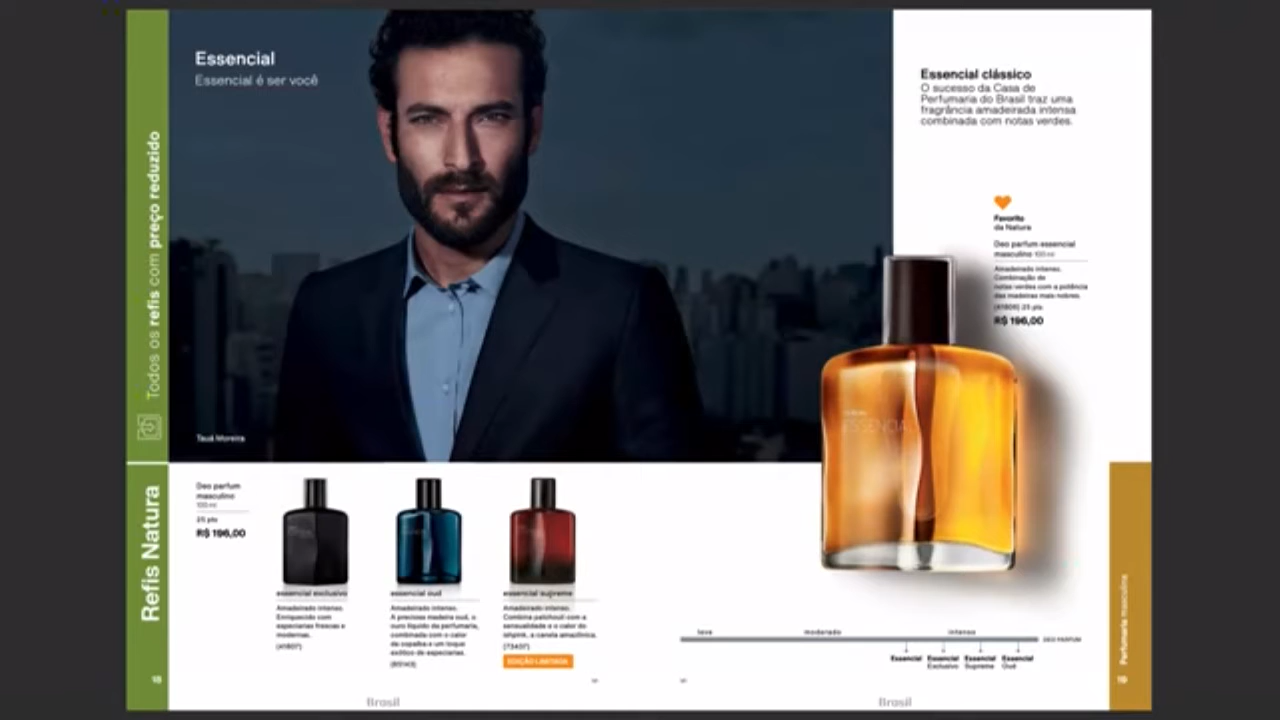 Todos os refis com preço reduzido
Refis Natura
Essencial
Essencial é ser você
Tauá Moreira
Essencial clássico
O sucesso da Casa de
Perfumaria do Brasil traz uma
fragrância amadeirada intensa
combinada com notas verdes.
Favorito
da Natura
Deo parfum essencial
masculino 100 ml
Amadeirado intenso.
Combinação de
notas verdes com a potência
das madeiras mais nobres.
25 pts
R$ 196,00
Deo parfum
masculino
100 ml
25 pts
R$ 196,00
essencial exclusivo
Amadeirado intenso.
Enriquecido com
especiarias frescas e
modernas.
(41807)
essencial oud
Amadeirado intenso.
A preciosa madeira oud, o
ouro líquido da perfumaria,
combinada com o calor
da copaíba e um toque
exótico de especiarias.
essencial supreme
Amadeirado intenso.
Combina patchouli com a
sensualidade e o calor do
ishpink, a canela amazônica.
(73407)
EDIÇÃO LIMITADA
ESSENCIAL
leve moderado intenso
DEO PARFUM
Essencial
Essencial Exclusivo
Essencial Supreme
Essencial Oud
Perfumaria masculina
Brasil
Brasil